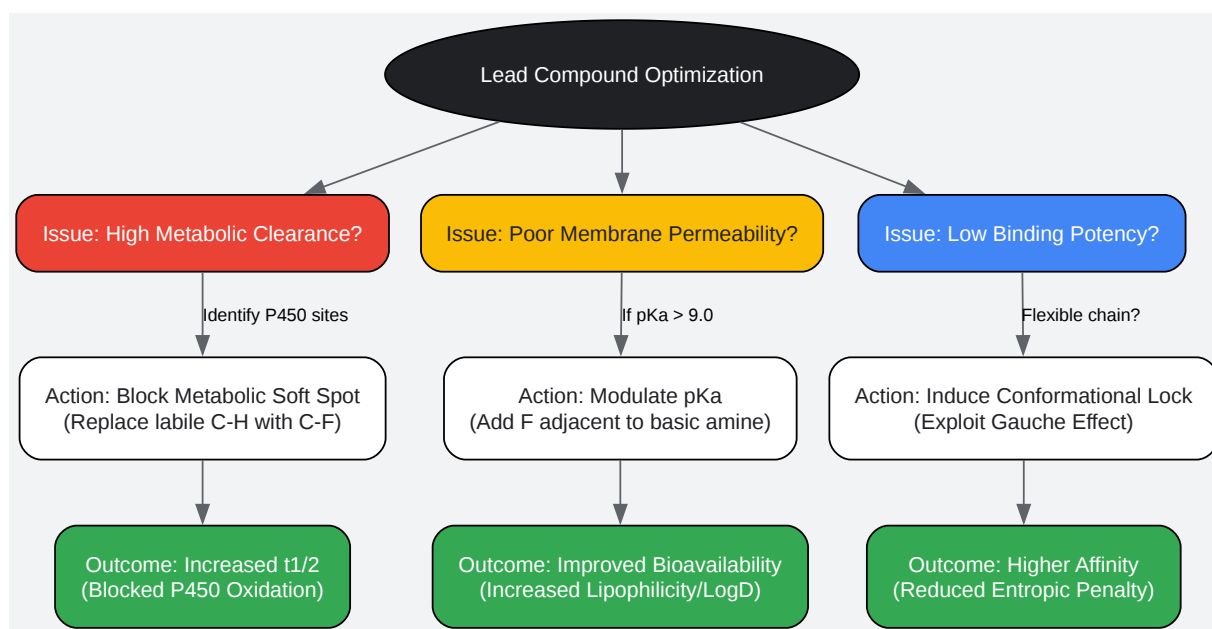 Lead Compound Optimization
Issue: High Metabolic Clearance?
Issue: Poor Membrane Permeability?
Issue: Low Binding Potency?
Identify P450 sites
If pKa > 9.0
Flexible chain?
Action: Block Metabolic Soft Spot
(Replace labile C-H with C-F)
Action: Modulate pKa
(Add F adjacent to basic amine)
Action: Induce Conformational Lock
(Exploit Gauche Effect)
Outcome: Increased t1/2
(Blocked P450 Oxidation)
Outcome: Improved Bioavailability
(Increased Lipophilicity/LogD)
Outcome: Higher Affinity
(Reduced Entropic Penalty)